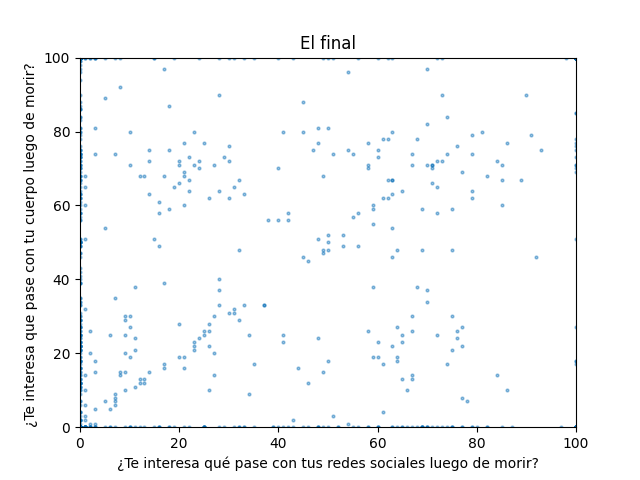 El final
100
80
60
40
20
0
¿Te interesa que pase con tu cuerpo luego de morir?
0 20 40 60 80 100
¿Te interesa qué pase con tus redes sociales luego de morir?